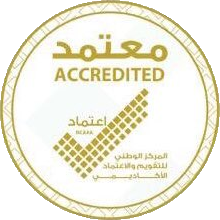 معتمد
ACCREDITED
اعتماد
NCAAA
المركز الوطني
للتقويم والاعتماد
الأكاديمي